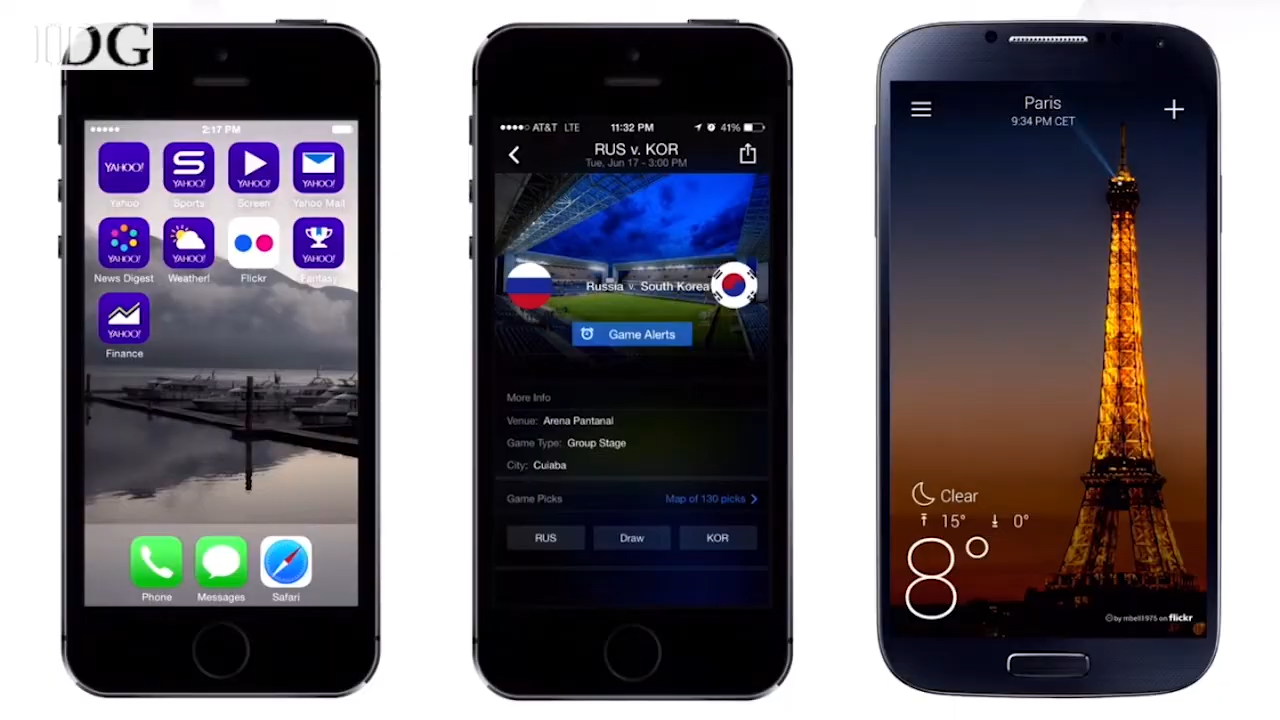 IDG
2:17 PM
YAHOO!
YAHOO!
YAHOO!
YAHOO!
Yahoo
Sports
Screen
Yahoo Mail
YAHOO!
YAHOO!
YAHOO!
News Digest
Weather!
Flickr
Fantasy
YAHOO!
Finance
Phone
Messages
Safari
AT&T LTE
11:32 PM
41%
RUS v. KOR
Tue, Jun 17 - 3:00 PM
Russia v. South Korea
Game Alerts
More Info
Venue: Arena Pantanal
Game Type: Group Stage
City: Cuiaba
Game Picks
Map of 130 picks
RUS
Draw
KOR
Paris
9:34 PM CET
Clear
15° 0°
8°
by mbell1975 on flickr